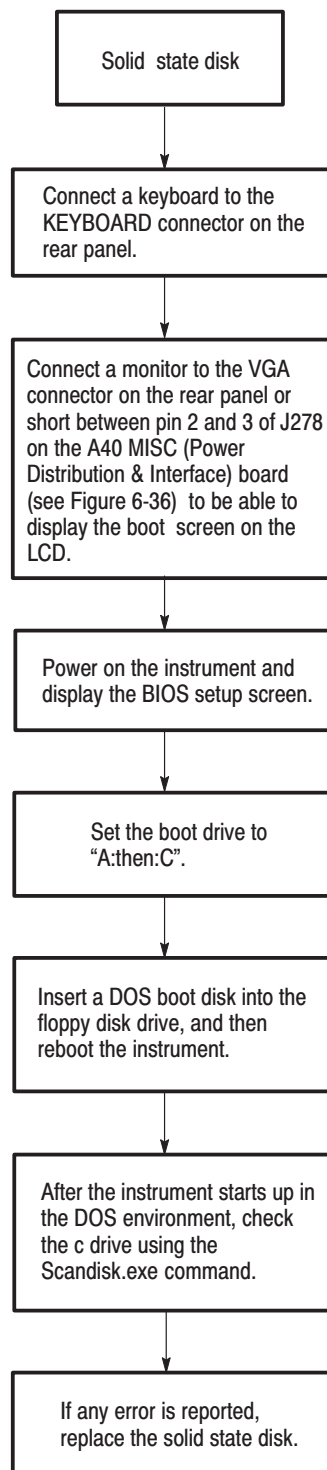 Solid state disk
Connect a keyboard to the
KEYBOARD connector on the
rear panel.
Connect a monitor to the VGA
connector on the rear panel or
short between pin 2 and 3 of J278
on the A40 MISC (Power
Distribution & Interface) board
(see Figure 6-36) to be able to
display the boot screen on the
LCD.
Power on the instrument and
display the BIOS setup screen.
Set the boot drive to
“A:then:C”.
Insert a DOS boot disk into the
floppy disk drive, and then
reboot the instrument.
After the instrument starts up in
the DOS environment, check
the c drive using the
Scandisk.exe command.
If any error is reported,
replace the solid state disk.